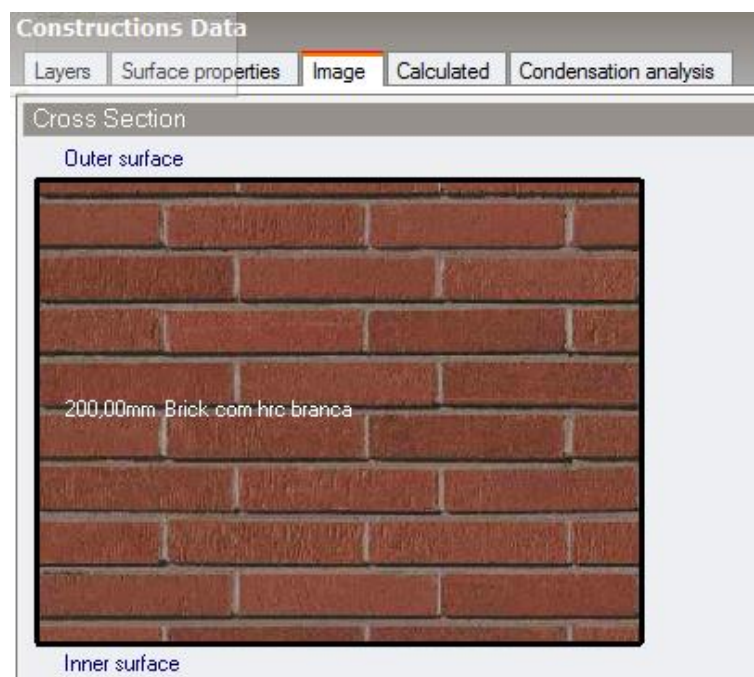 Constructions Data
Layers Surface properties Image Calculated Condensation analysis
Cross Section
Outer surface
200,00mm Brick com hrc branca
Inner surface